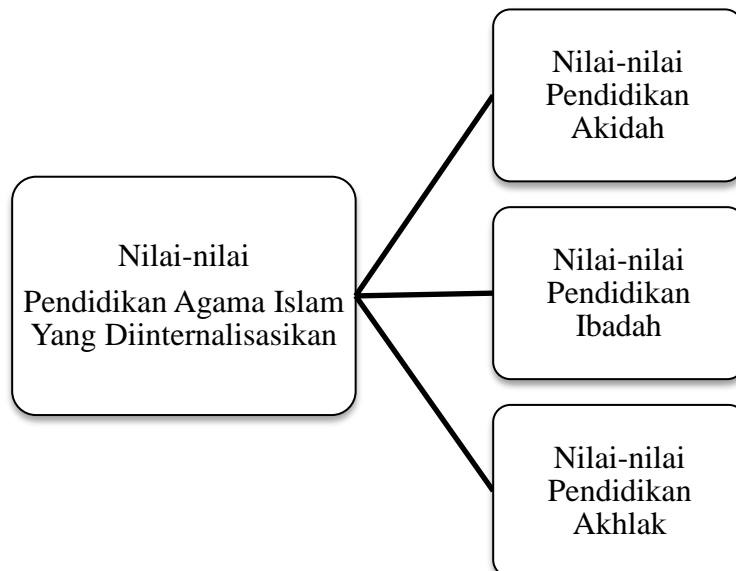 Nilai-nilai
Pendidikan Agama Islam
Yang Diinternalisasikan
Nilai-nilai
Pendidikan
Akidah
Nilai-nilai
Pendidikan
Ibadah
Nilai-nilai
Pendidikan
Akhlak